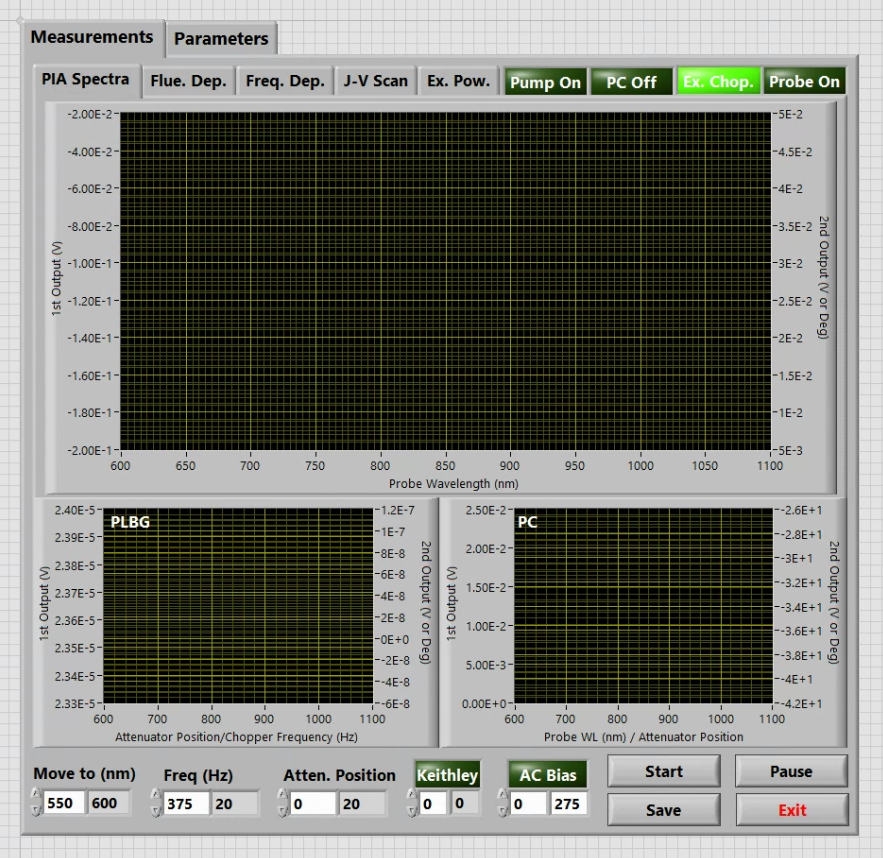 Measurements Parameters
PIA Spectra Flue. Dep. Freq. Dep. J-V Scan Ex. Pow. Pump On PC Off Ex. Chop. Probe On
-2.00E-2 5E-2
-4.00E-2 4.5E-2
-6.00E-2 4E-2
-8.00E-2 3.5E-2
-1.00E-1 3E-2
-1.20E-1 2.5E-2
-1.40E-1 2E-2
-1.60E-1 1.5E-2
-1.80E-1 1E-2
-2.00E-1 5E-3
1st Output (V)
2nd Output (V or Deg)
600 650 700 750 800 850 900 950 1000 1050 1100
Probe Wavelength (nm)
PLBG
2.40E-5 1.2E-7
2.39E-5 1E-7
2.38E-5 8E-8
2.37E-5 6E-8
2.36E-5 4E-8
2.35E-5 2E-8
2.34E-5 0E+0
2.33E-5 -2E-8
-4E-8
-6E-8
1st Output (V)
2nd Output (V or Deg)
600 700 800 900 1000 1100
Attenuator Position/Chopper Frequency (Hz)
PC
2.50E-2 -2.6E+1
2.00E-2 -2.8E+1
1.50E-2 -3E+1
1.00E-2 -3.2E+1
5.00E-3 -3.4E+1
0.00E+0 -3.6E+1
-3.8E+1
-4E+1
-4.2E+1
1st Output (V)
2nd Output (V or Deg)
600 700 800 900 1000 1100
Probe WL (nm) / Attenuator Position
Move to (nm) Freq (Hz) Atten. Position Keithley AC Bias Start Pause
550 600 375 20 0 20 0 0 0 275 Save Exit